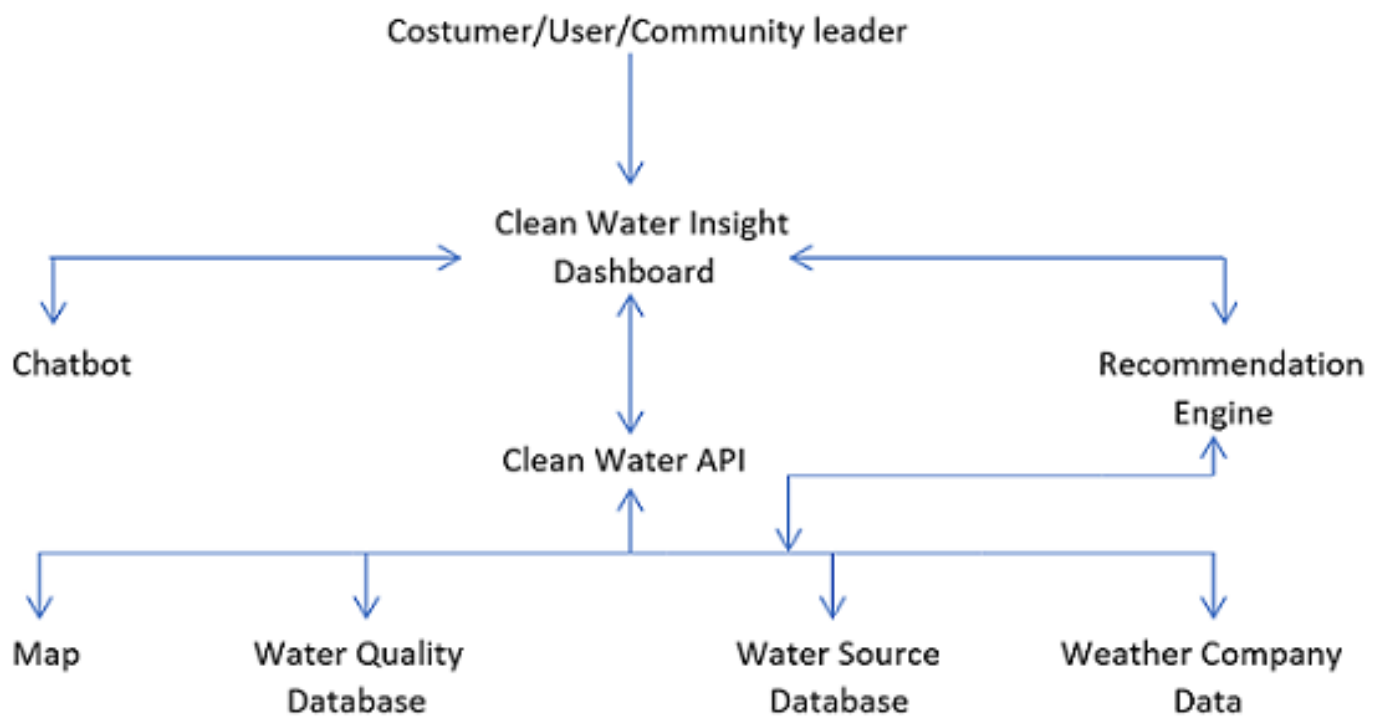 Costumer/User/Community leader
Clean Water Insight
Dashboard
Chatbot
Recommendation
Engine
Clean Water API
Map
Water Quality
Database
Water Source
Database
Weather Company
Data